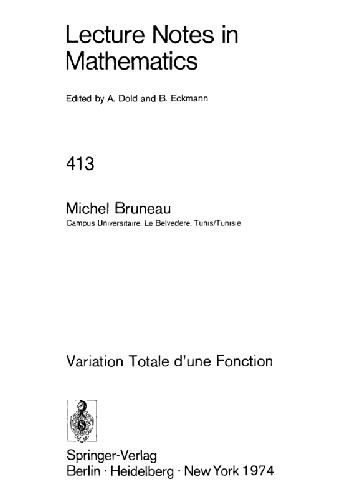 Lecture Notes in
Mathematics
Edited by A. Dold and B. Eckmann
413
Michel Bruneau
Campus Universitaire, Le Belvedere, Tunis/Tunisie
Variation Totale d'une Fonction
Springer-Verlag
Berlin · Heidelberg · New York 1974